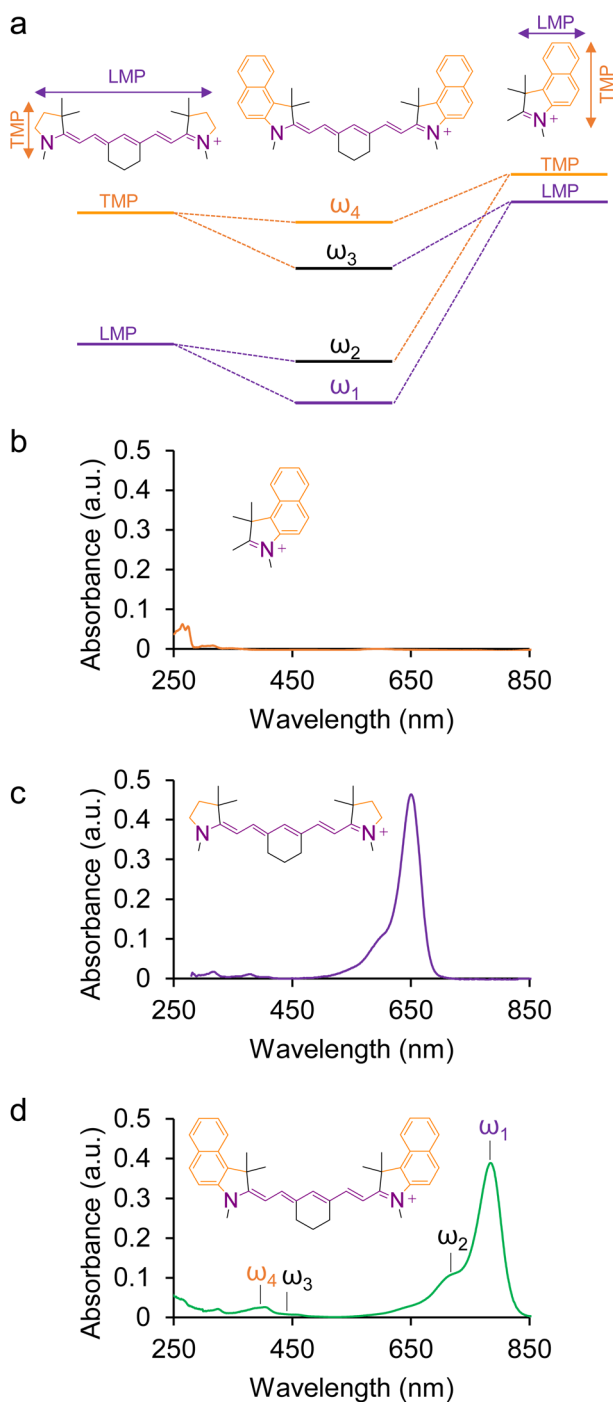 a
LMP
TMP
N
N
+
N
N
+
LMP
TMP
N
+
TMP
ω4
TMP
LMP
ω3
LMP
ω2
ω1
b
Absorbance (a.u.)
0.5
0.4
0.3
0.2
0.1
0
N
+
250 450 650 850
Wavelength (nm)
c
Absorbance (a.u.)
0.5
0.4
0.3
0.2
0.1
0
N
N
+
250 450 650 850
Wavelength (nm)
d
Absorbance (a.u.)
0.5
0.4
0.3
0.2
0.1
0
N
N
+
ω1
ω2
ω4
ω3
250 450 650 850
Wavelength (nm)